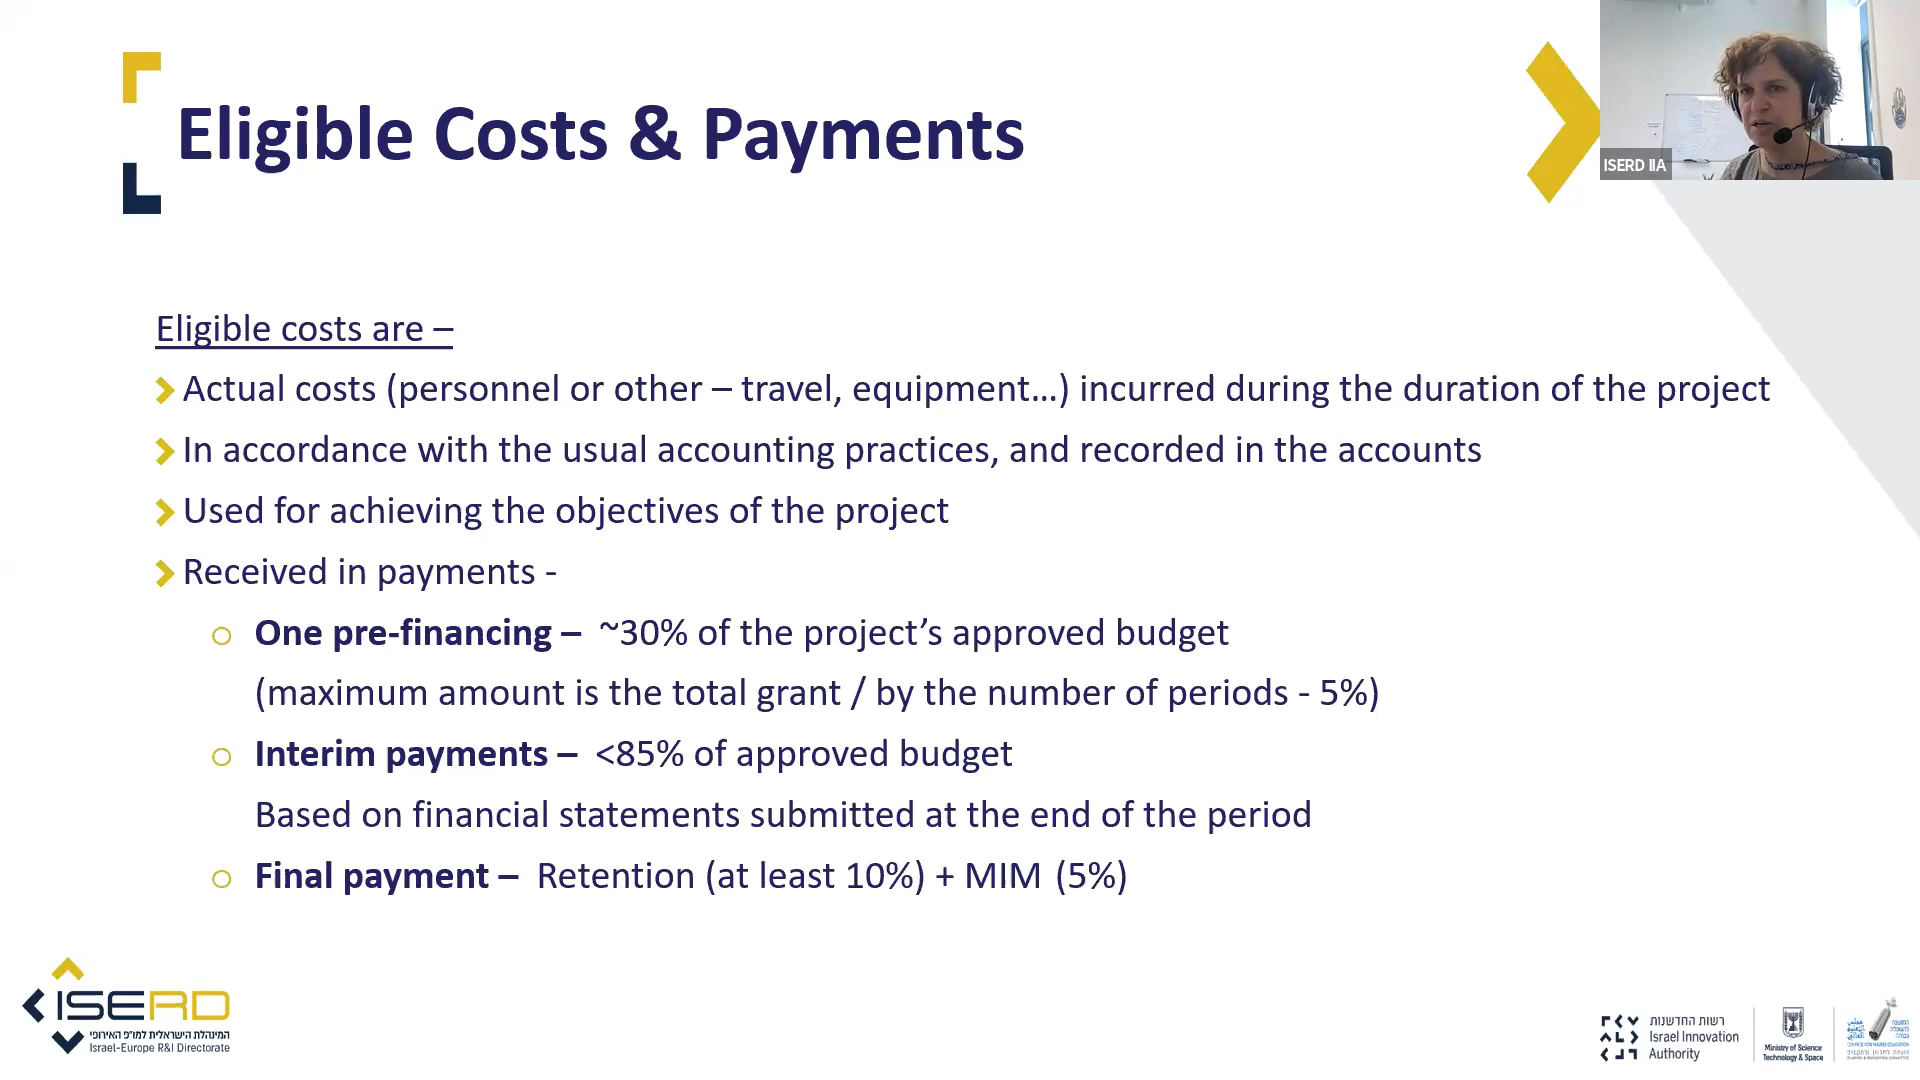 Eligible Costs & Payments
ISERD IIA
Eligible costs are –
Actual costs (personnel or other – travel, equipment…) incurred during the duration of the project
In accordance with the usual accounting practices, and recorded in the accounts
Used for achieving the objectives of the project
Received in payments -
One pre-financing – ~30% of the project’s approved budget
(maximum amount is the total grant / by the number of periods - 5%)
Interim payments – <85% of approved budget
Based on financial statements submitted at the end of the period
Final payment – Retention (at least 10%) + MIM (5%)
ISERD
המינהלת הישראלית למו״פ האירופי
Israel-Europe R&I Directorate
רשות החדשנות
Israel Innovation
Authority
Ministry of Science
Technology & Space